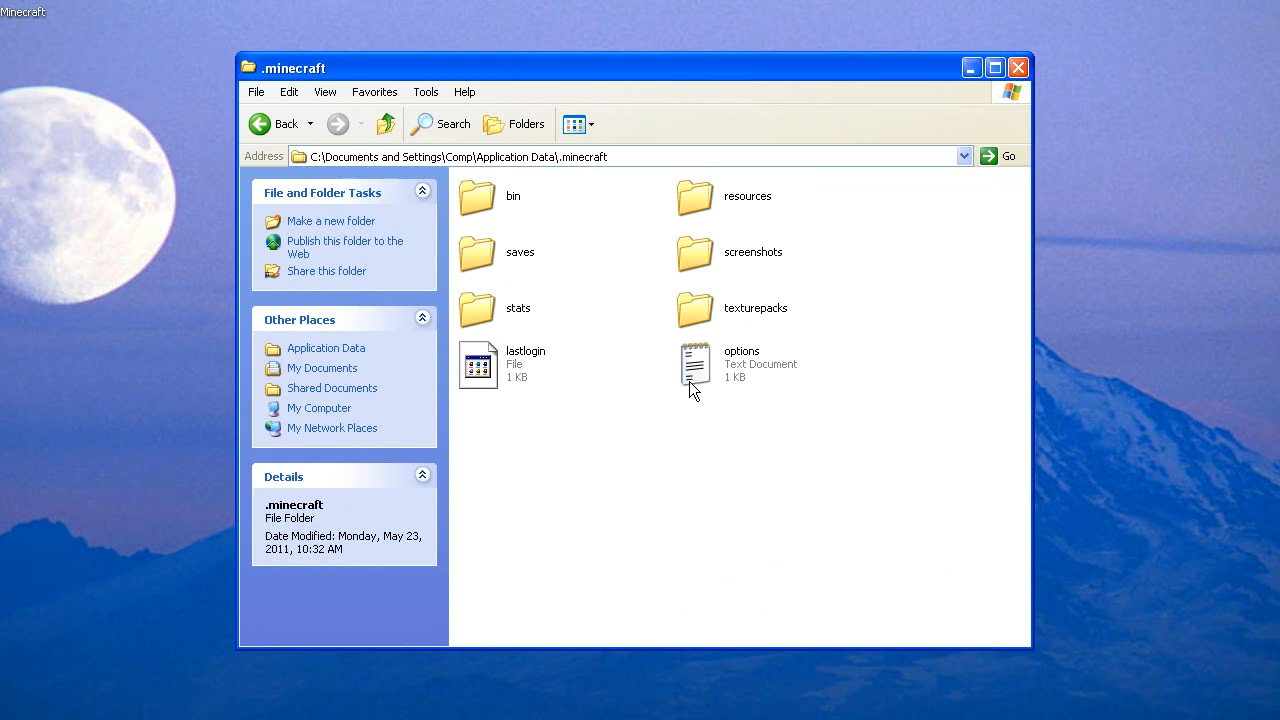 Minecraft
.minecraft
File Edit View Favorites Tools Help
Back Search Folders
Address C:\Documents and Settings\Comp\Application Data\.minecraft Go
File and Folder Tasks
Make a new folder
Publish this folder to the
Web
Share this folder
Other Places
Application Data
My Documents
Shared Documents
My Computer
My Network Places
Details
.minecraft
File Folder
Date Modified: Monday, May 23,
2011, 10:32 AM
bin
resources
saves
screenshots
stats
texturepacks
lastlogin
File
1 KB
options
Text Document
1 KB